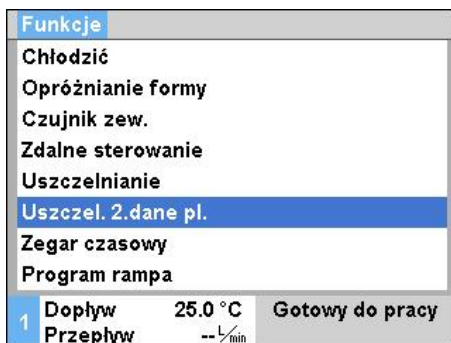 Funkcje
Chłodzić
Opróżnianie formy
Czujnik zew.
Zdalne sterowanie
Uszczelnianie
Uszczel. 2.dane pl.
Zegar czasowy
Program rampa
1 Dopływ 25.0 °C Gotowy do pracy
Przepływ -- L/min